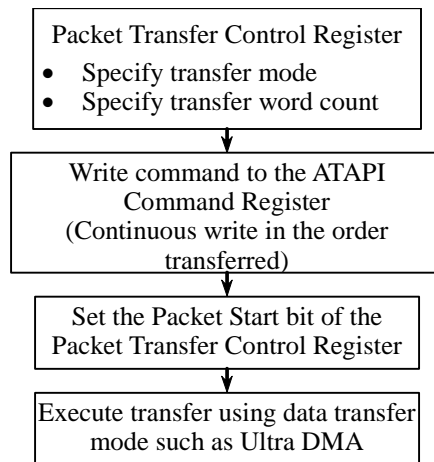 Packet Transfer Control Register
• Specify transfer mode
• Specify transfer word count
Write command to the ATAPI
Command Register
(Continuous write in the order
transferred)
Set the Packet Start bit of the
Packet Transfer Control Register
Execute transfer using data transfer
mode such as Ultra DMA